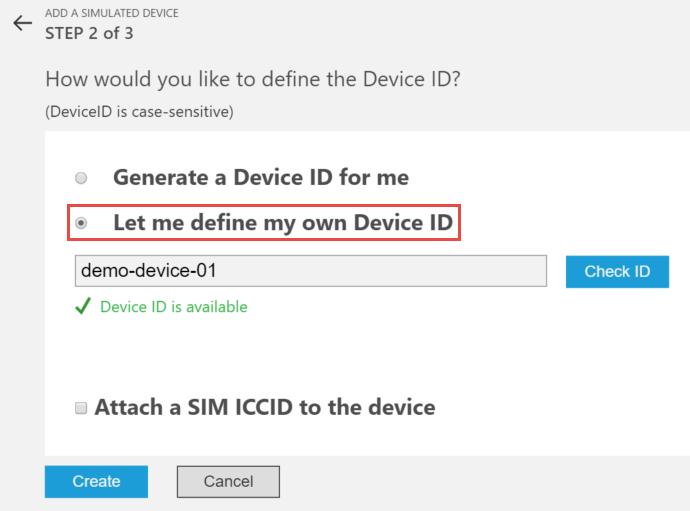 ADD A SIMULATED DEVICE
STEP 2 of 3
How would you like to define the Device ID?
(DeviceID is case-sensitive)
Generate a Device ID for me
Let me define my own Device ID
demo-device-01
Check ID
Device ID is available
Attach a SIM ICCID to the device
Create
Cancel